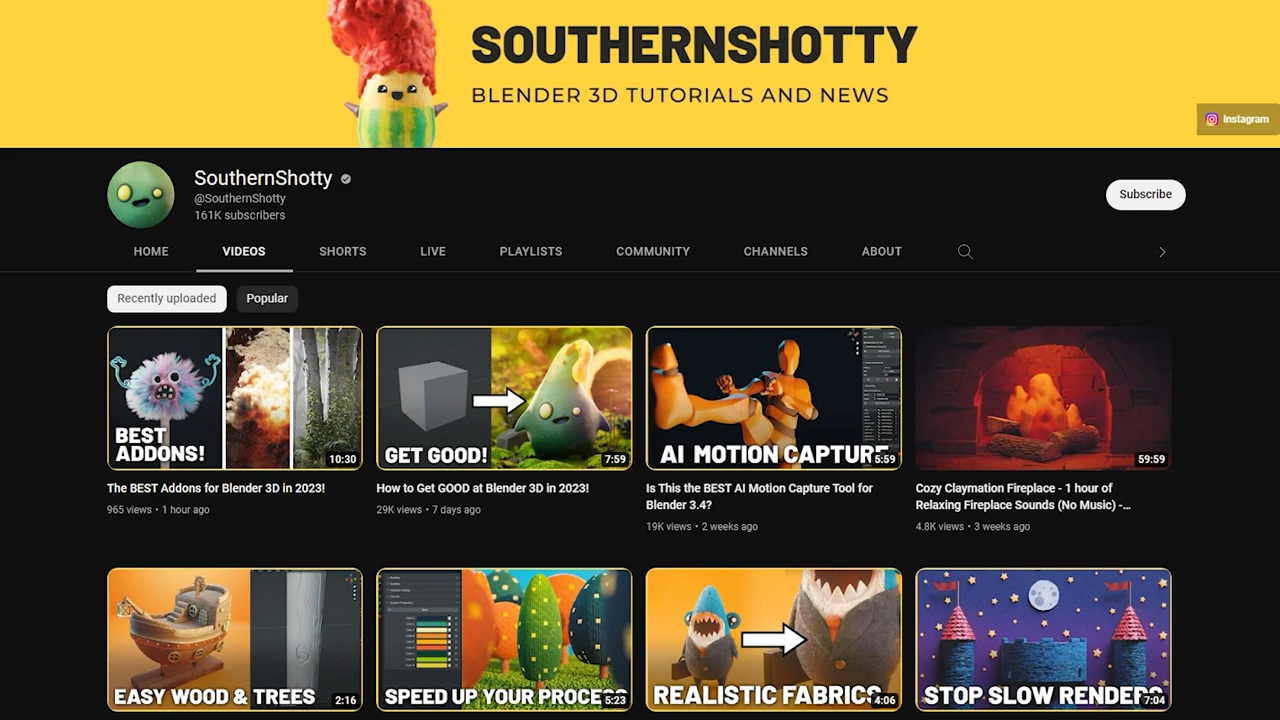 SOUTHERNSHOTTY
BLENDER 3D TUTORIALS AND NEWS
Instagram
SouthernShotty
@SouthernShotty
161K subscribers
Subscribe
HOME
VIDEOS
SHORTS
LIVE
PLAYLISTS
COMMUNITY
CHANNELS
ABOUT
Recently uploaded
Popular
BEST
ADDONS!
10:30
GET GOOD!
7:59
AI MOTION CAPTURE
5:59
59:59
The BEST Addons for Blender 3D in 2023!
965 views • 1 hour ago
How to Get GOOD at Blender 3D in 2023!
29K views • 7 days ago
Is This the BEST AI Motion Capture Tool for
Blender 3.4?
19K views • 2 weeks ago
Cozy Claymation Fireplace - 1 hour of
Relaxing Fireplace Sounds (No Music) -...
4.8K views • 3 weeks ago
EASY WOOD & TREES
2:16
SPEED UP YOUR PROCESS
5:23
REALISTIC FABRICS
4:06
STOP SLOW RENDERS
7:04